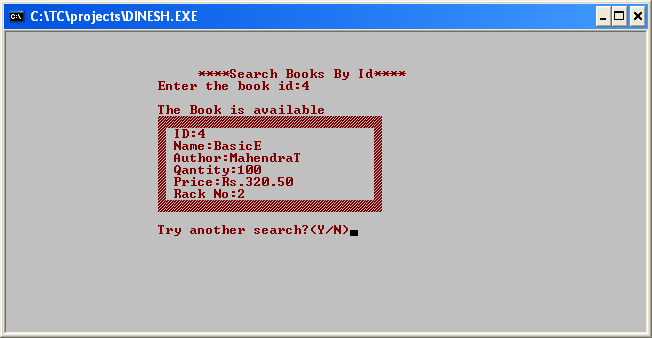 C:\TC\projects\DINESH.EXE
****Search Books By Id****
Enter the book id:4
The Book is available
ID:4
Name:BasicE
Author:MahendraT
Qantity:100
Price:Rs.320.50
Rack No:2
Try another search?(Y/N)